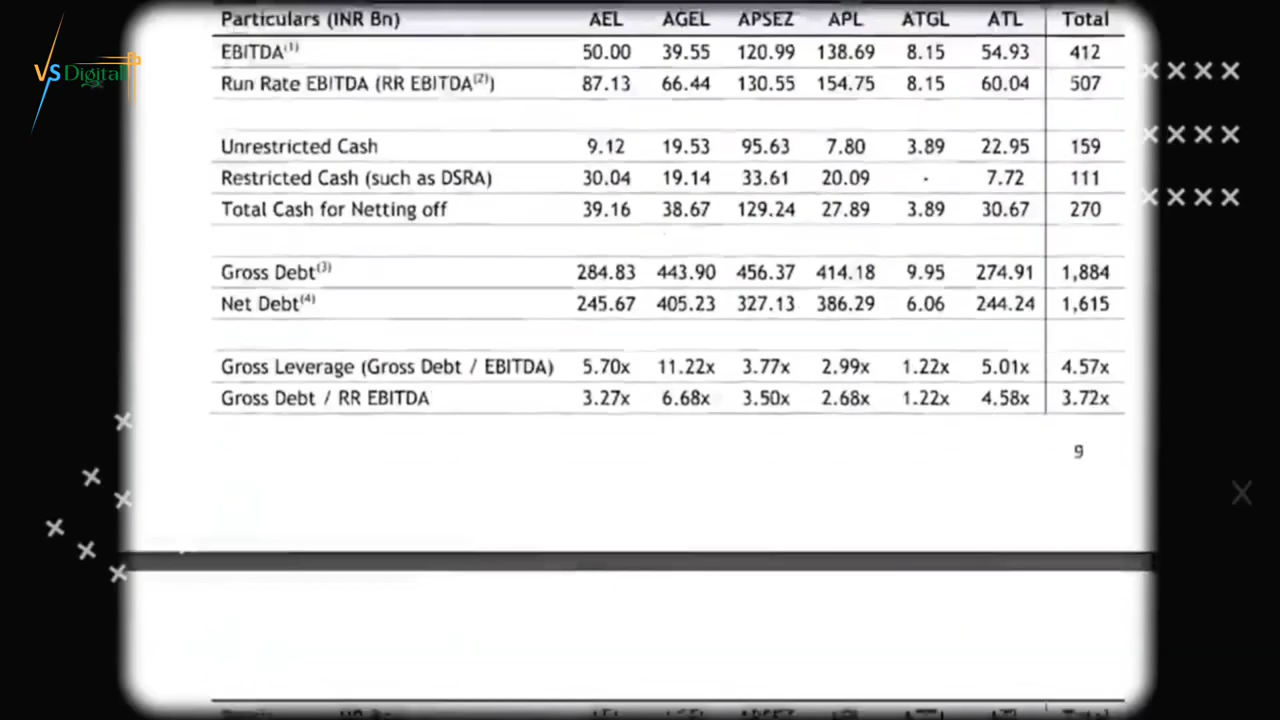 VS Digital
Particulars (INR Bn) AEL AGEL APSEZ APL ATGL ATL Total
EBITDA(1) 50.00 39.55 120.99 138.69 8.15 54.93 412
Run Rate EBITDA (RR EBITDA(2)) 87.13 66.44 130.55 154.75 8.15 60.04 507
Unrestricted Cash 9.12 19.53 95.63 7.80 3.89 22.95 159
Restricted Cash (such as DSRA) 30.04 19.14 33.61 20.09 - 7.72 111
Total Cash for Netting off 39.16 38.67 129.24 27.89 3.89 30.67 270
Gross Debt(3) 284.83 443.90 456.37 414.18 9.95 274.91 1,884
Net Debt(4) 245.67 405.23 327.13 386.29 6.06 244.24 1,615
Gross Leverage (Gross Debt / EBITDA) 5.70x 11.22x 3.77x 2.99x 1.22x 5.01x 4.57x
Gross Debt / RR EBITDA 3.27x 6.68x 3.50x 2.68x 1.22x 4.58x 3.72x
9